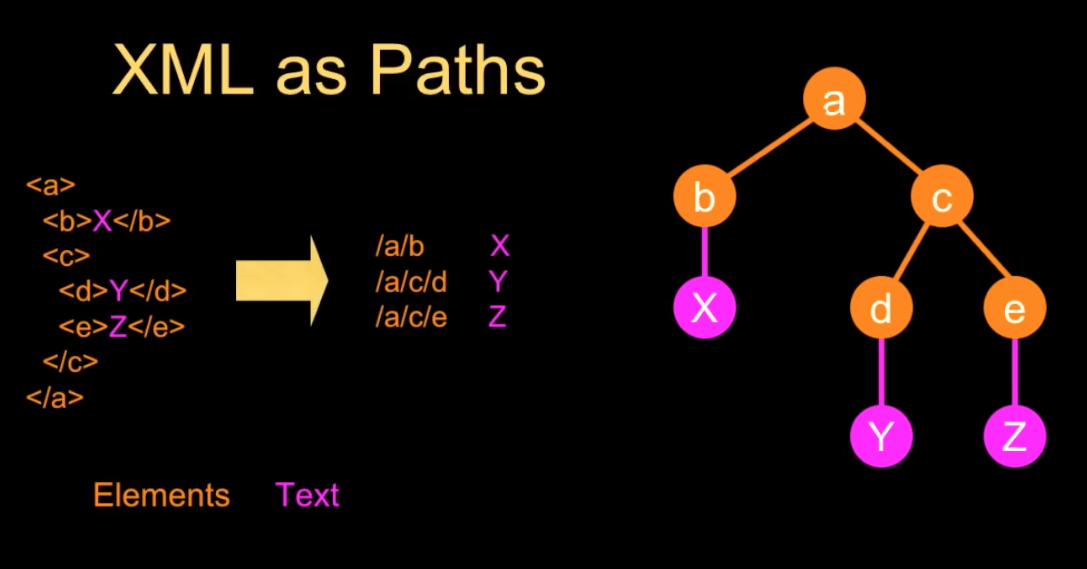 XML as Paths
<a>
<b>X</b>
<c>
<d>Y</d>
<e>Z</e>
</c>
</a>
/a/b X
/a/c/d Y
/a/c/e Z
Elements Text
a
b c
X d e
Y Z